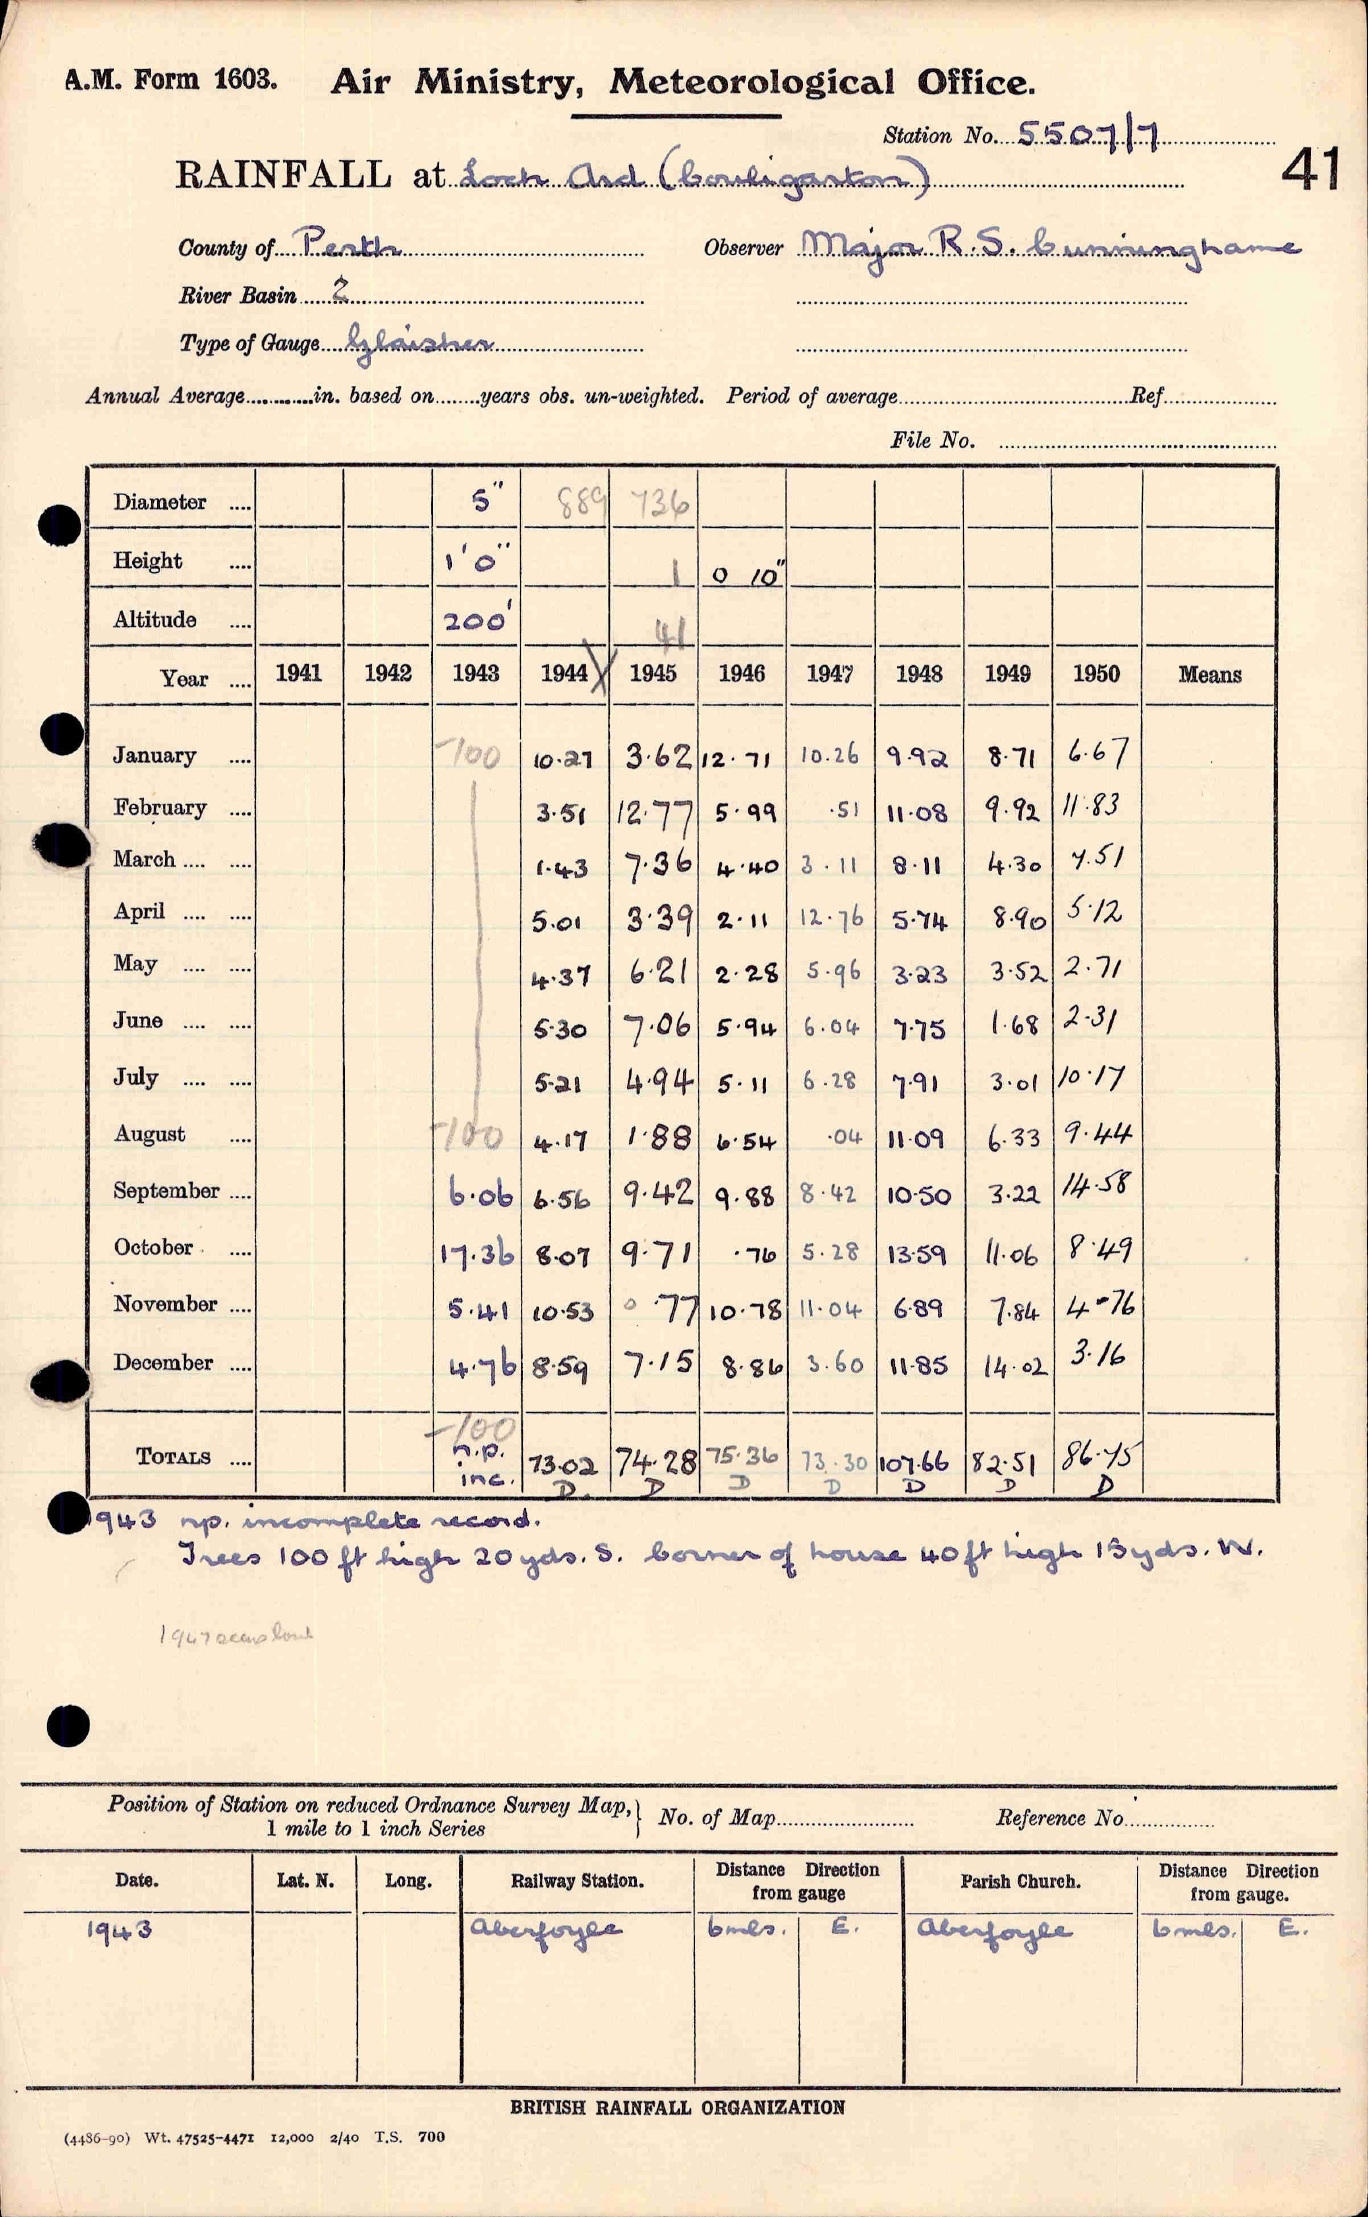 A.M. Form 1603. Air Ministry, Meteorological Office.
Station No. 5507/7
41
RAINFALL at Loch Ard (Couligarton)
County of Perth Observer Major R.S. Cunninghame
River Basin 2
Type of Gauge Glaisher
Annual Average............in. based on........years obs. un-weighted. Period of average........Ref........
File No.
Diameter .... 5" 889 736
Height .... 1'0" 1 0 10"
Altitude .... 200' 41
Year .... 1941 1942 1943 1944 1945 1946 1947 1948 1949 1950 Means
January .... -100 10.27 3.62 12.71 10.26 9.92 8.71 6.67
February .... 3.51 12.77 5.99 .51 11.08 9.92 11.83
March .... .... 1.43 7.36 4.40 3.11 8.11 4.30 7.51
April .... .... 5.01 3.39 2.11 12.76 5.74 8.90 5.12
May .... .... 4.37 6.21 2.28 5.96 3.23 3.52 2.71
June .... .... 5.30 7.06 5.94 6.04 7.75 1.68 2.31
July .... .... 5.21 4.94 5.11 6.28 7.91 3.01 10.17
August .... -100 4.17 1.88 6.54 .04 11.09 6.33 9.44
September .... 6.06 6.56 9.42 9.88 8.42 10.50 3.22 14.58
October .... 17.36 8.07 9.71 .76 5.28 13.59 11.06 8.49
November .... 5.41 10.53 0.77 10.78 11.04 6.89 7.84 4.76
December .... 4.76 8.59 7.15 8.86 3.60 11.85 14.02 3.16
-100
TOTALS .... n.p. inc. 73.02 74.28 75.36 73.30 107.66 82.51 86.75
D. D D D D D D
1943 np. incomplete record.
Trees 100 ft high 20 yds. S. Corner of house 40 ft high 15 yds. W.
1947
Position of Station on reduced Ordnance Survey Map, 1 mile to 1 inch Series } No. of Map........ Reference No........
Date. Lat. N. Long. Railway Station. Distance Direction from gauge Parish Church. Distance Direction from gauge.
1943 Aberfoyle 6 mls. E. Aberfoyle 6 mls. E.
BRITISH RAINFALL ORGANIZATION
(4486-90) Wt. 47525-4471 12,000 2/40 T.S. 700